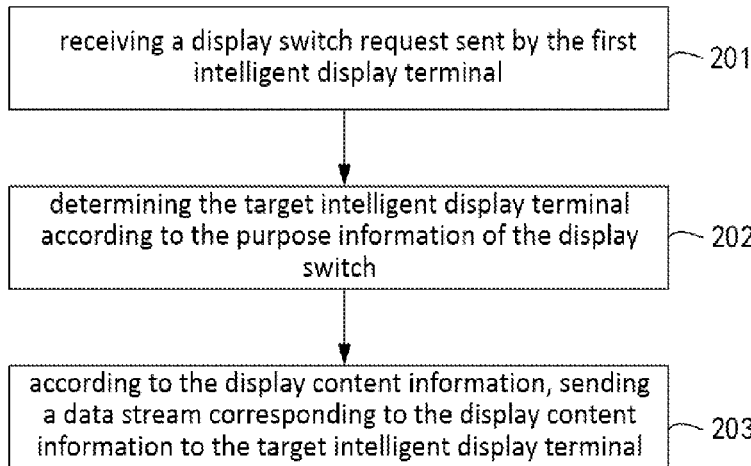 receiving a display switch request sent by the first
intelligent display terminal
201
determining the target intelligent display terminal
according to the purpose information of the display
switch
202
according to the display content information, sending
a data stream corresponding to the display content
information to the target intelligent display terminal
203